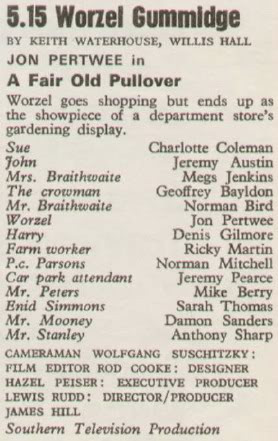 5.15 Worzel Gummidge
BY KEITH WATERHOUSE, WILLIS HALL
JON PERTWEE in
A Fair Old Pullover
Worzel goes shopping but ends up as
the showpiece of a department store's
gardening display.
Sue Charlotte Coleman
John Jeremy Austin
Mrs. Braithwaite Megs Jenkins
The crowman Geoffrey Bayldon
Mr. Braithwaite Norman Bird
Worzel Jon Pertwee
Harry Denis Gilmore
Farm worker Ricky Martin
P.c. Parsons Norman Mitchell
Car park attendant Jeremy Pearce
Mr. Peters Mike Berry
Enid Simmons Sarah Thomas
Mr. Mooney Damon Sanders
Mr. Stanley Anthony Sharp
CAMERAMAN WOLFGANG SUSCHITZKY:
FILM EDITOR ROD COOKE: DESIGNER
HAZEL PEISER: EXECUTIVE PRODUCER
LEWIS RUDD: DIRECTOR/PRODUCER
JAMES HILL
Southern Television Production